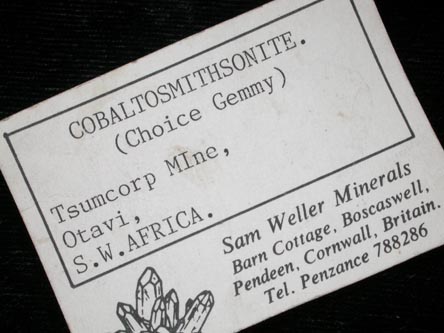 COBALTOSMITHSONITE.
(Choice Gemmy)
Tsumcorp MIne,
Otavi,
S.W.AFRICA.
Sam Weller Minerals
Barn Cottage, Boscaswell,
Pendeen, Cornwall, Britain.
Tel. Penzance 788286